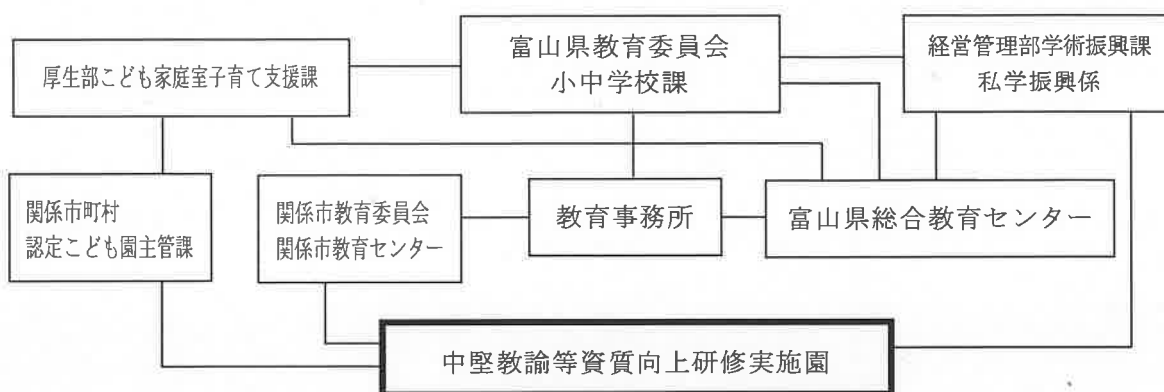 厚生部こども家庭室子育て支援課
富山県教育委員会
小中学校課
経営管理部学術振興課
私学振興係
関係市町村
認定こども園主管課
関係市教育委員会
関係市教育センター
教育事務所
富山県総合教育センター
中堅教諭等資質向上研修実施園